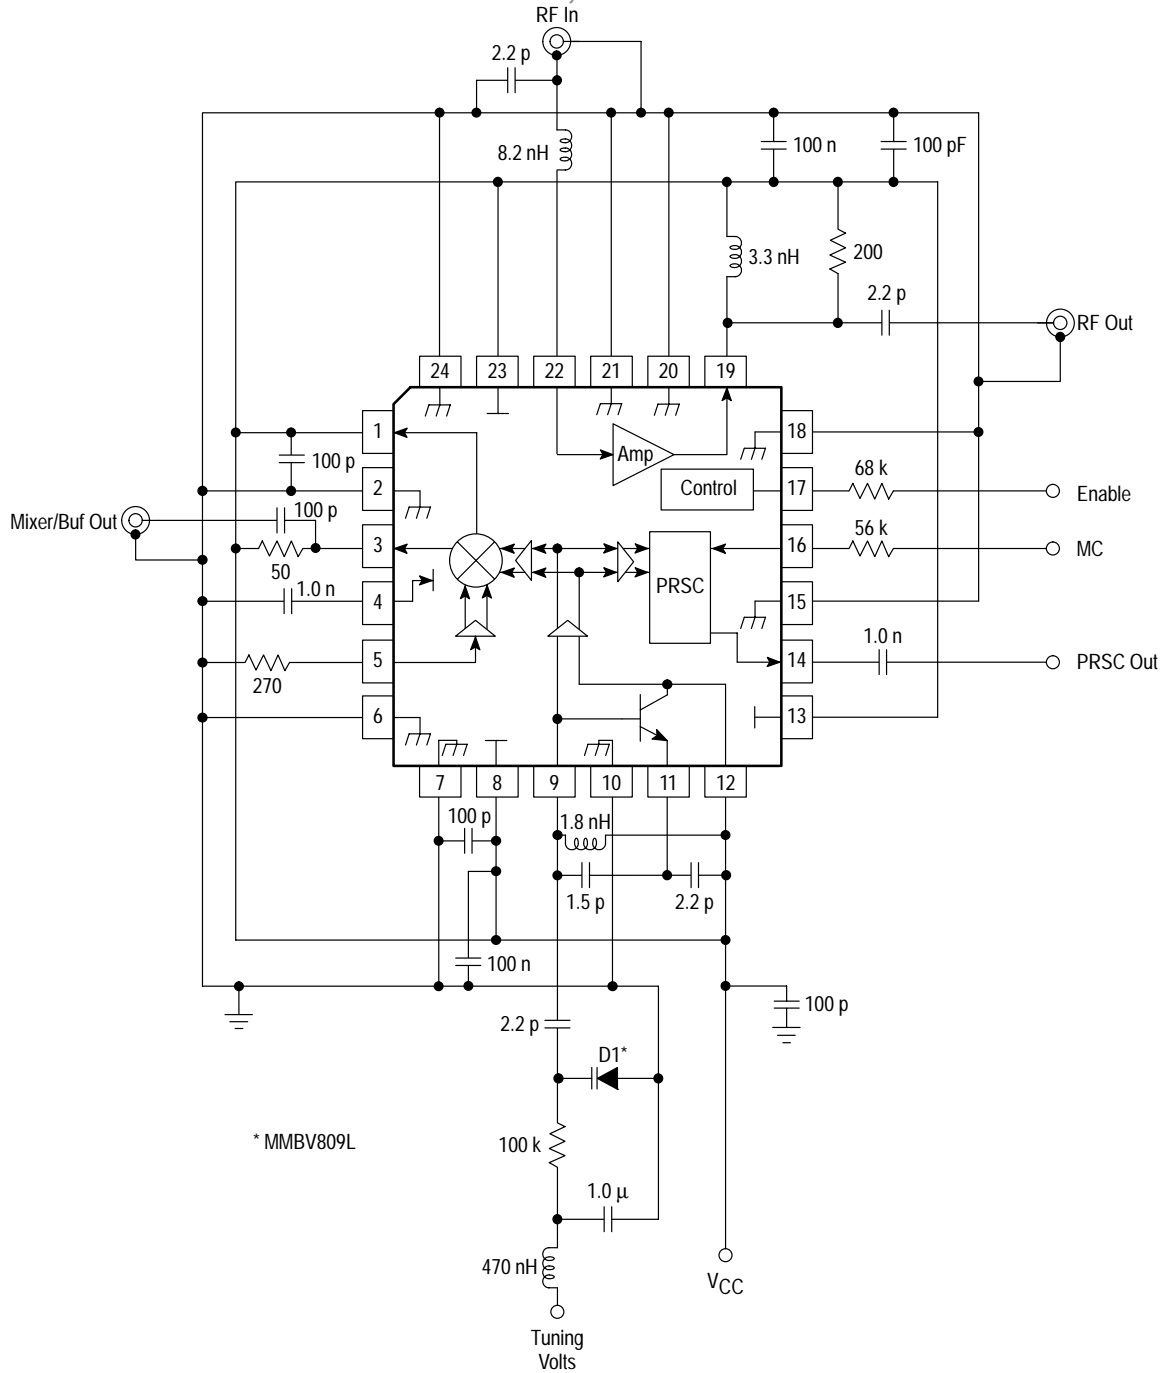 RF In
2.2 p
8.2 nH
100 n
100 pF
3.3 nH
200
2.2 p
RF Out
24
23
22
21
20
19
1
100 p
2
Mixer/Buf Out
100 p
3
50
1.0 n
4
5
270
6
Amp
Control
PRSC
18
17
68 k
Enable
16
56 k
MC
15
14
1.0 n
PRSC Out
13
7
8
9
10
11
12
100 p
1.8 nH
1.5 p
2.2 p
100 n
100 p
2.2 p
D1*
* MMBV809L
100 k
1.0 μ
470 nH
VCC
Tuning
Volts